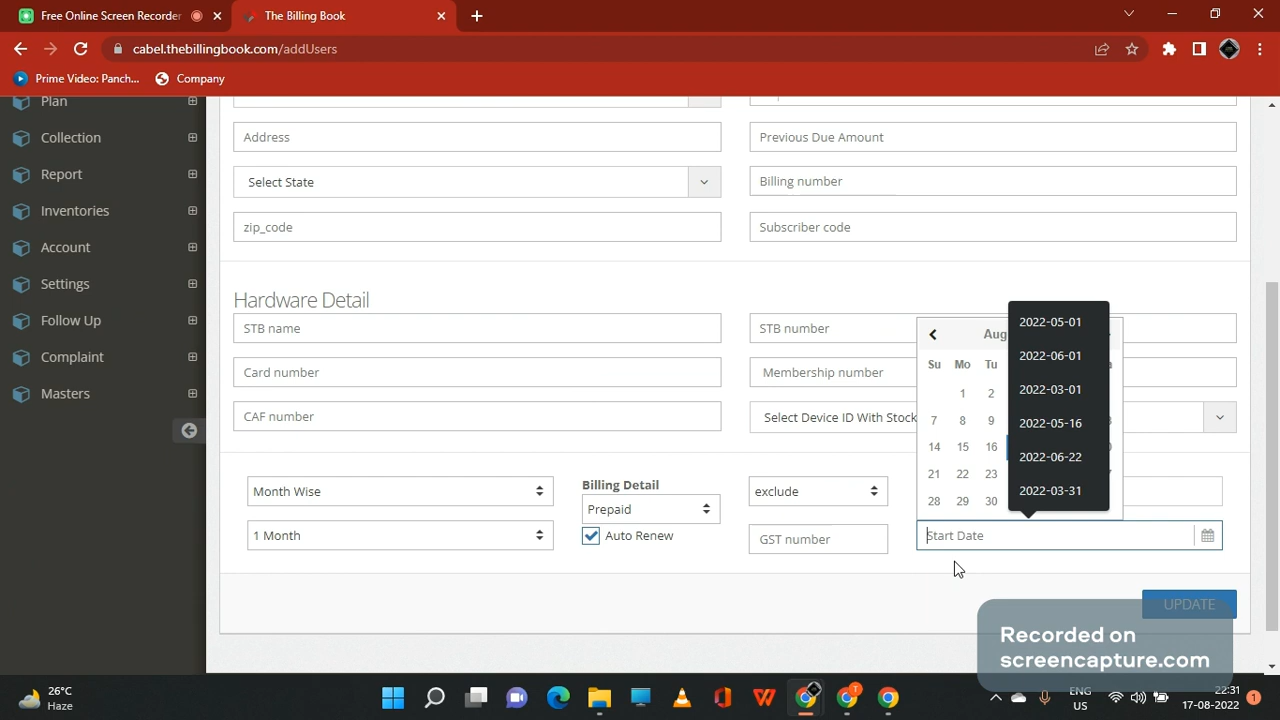 Free Online Screen Recorder
The Billing Book
cabel.thebillingbook.com/addUsers
Prime Video: Panch...
Company
Plan
Collection
Report
Inventories
Account
Settings
Follow Up
Complaint
Masters
Address
Previous Due Amount
Select State
Billing number
zip_code
Subscriber code
Hardware Detail
STB name
STB number
Card number
Membership number
CAF number
Select Device ID With Stock
Aug
Su Mo Tu
1 2
7 8 9
14 15 16
21 22 23
28 29 30
2022-05-01
2022-06-01
2022-03-01
2022-05-16
2022-06-22
2022-03-31
Month Wise
Billing Detail
Prepaid
exclude
1 Month
Auto Renew
GST number
Start Date
UPDATE
Recorded on
screencapture.com
26°C
Haze
T
ENG
US
22:31
17-08-2022
1